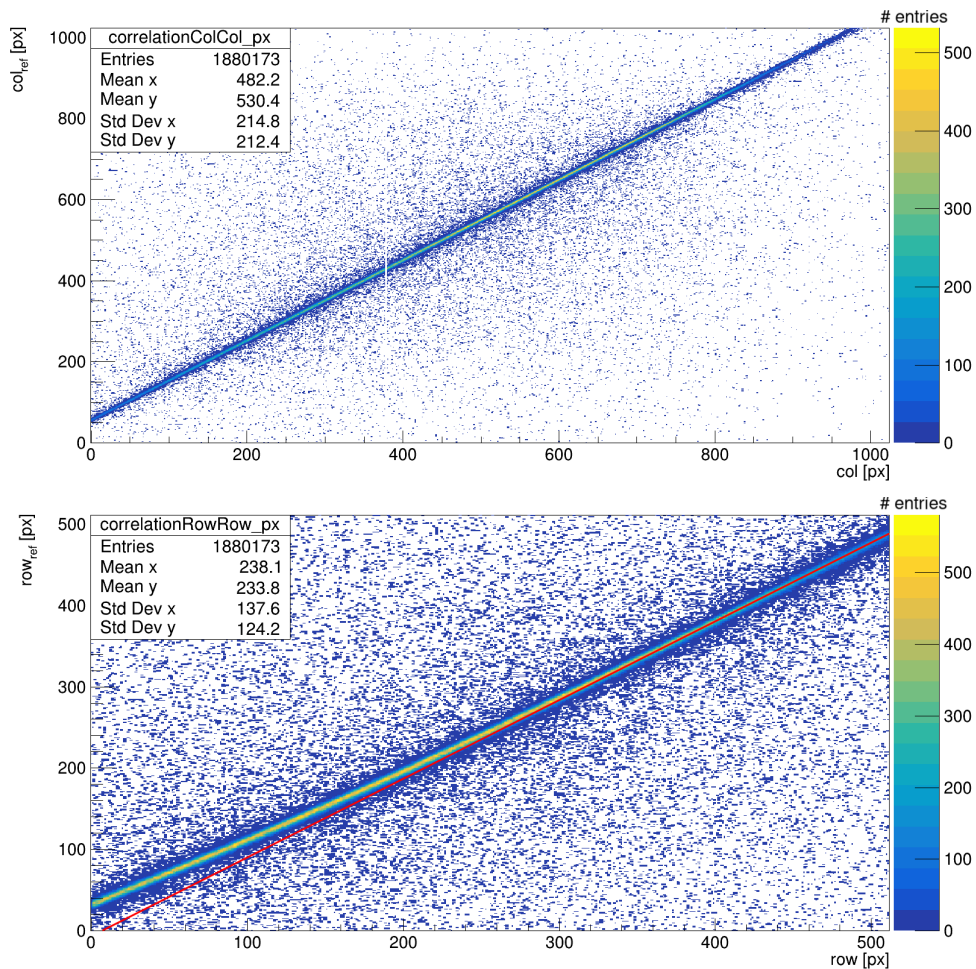 # entries
col_ref [px]
correlationColCol_px
Entries 1880173
Mean x 482.2
Mean y 530.4
Std Dev x 214.8
Std Dev y 212.4
1000
800
600
400
200
0
500
400
300
200
100
0
0 200 400 600 800 1000
col [px]
# entries
row_ref [px]
correlationRowRow_px
Entries 1880173
Mean x 238.1
Mean y 233.8
Std Dev x 137.6
Std Dev y 124.2
500
400
300
200
100
0
500
400
300
200
100
0
0 100 200 300 400 500
row [px]